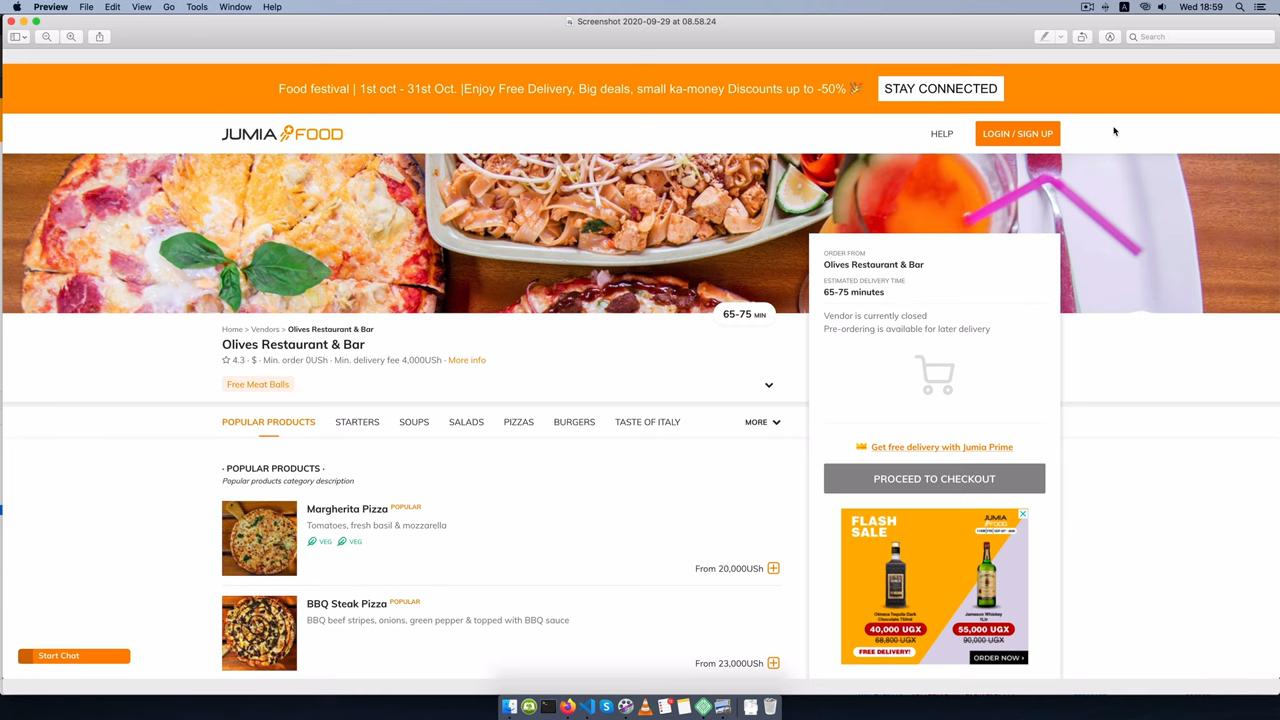 Preview File Edit View Go Tools Window Help
A
Wed 18:59
Screenshot 2020-09-29 at 08.58.24
Search
Food festival | 1st oct - 31st Oct. |Enjoy Free Delivery, Big deals, small ka-money Discounts up to -50% 🎉
STAY CONNECTED
JUMIA FOOD
HELP
LOGIN / SIGN UP
65-75 MIN
Home > Vendors > Olives Restaurant & Bar
Olives Restaurant & Bar
4.3 · $ · Min. order 0USh · Min. delivery fee 4,000USh · More info
Free Meat Balls
ORDER FROM
Olives Restaurant & Bar
ESTIMATED DELIVERY TIME
65-75 minutes
Vendor is currently closed
Pre-ordering is available for later delivery
Get free delivery with Jumia Prime
PROCEED TO CHECKOUT
POPULAR PRODUCTS STARTERS SOUPS SALADS PIZZAS BURGERS TASTE OF ITALY MORE
· POPULAR PRODUCTS ·
Popular products category description
Margherita Pizza POPULAR
Tomatoes, fresh basil & mozzarella
VEG VEG
From 20,000USh
BBQ Steak Pizza POPULAR
BBQ beef stripes, onions, green pepper & topped with BBQ sauce
From 23,000USh
FLASH SALE
JUMIA FOOD
Chocolate 750ml
Jameson Whiskey
1Ltr
40,000 UGX
68,800 UGX
55,000 UGX
90,000 UGX
FREE DELIVERY!
ORDER NOW
Start Chat